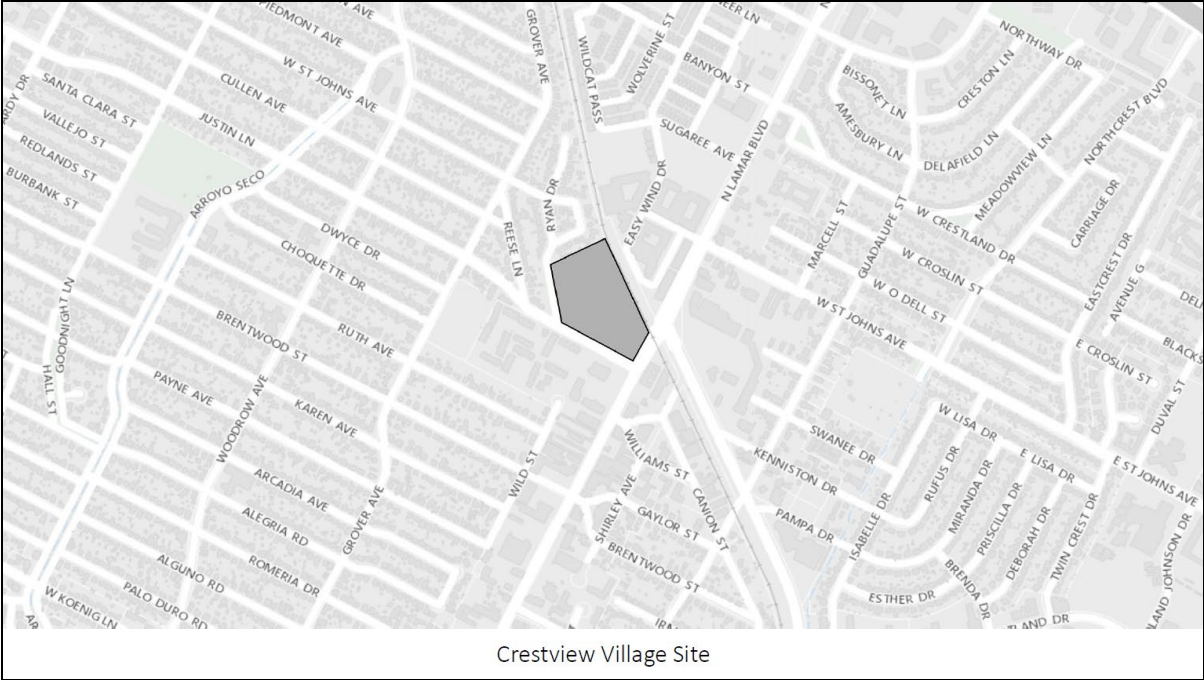 PIEDMONT AVE
AVE
GROVER AVE
WILDCAT PASS
WOLVERINE ST
BANYON ST
NORTHWAY DR
W ST JOHNS AVE
CULLEN AVE
SANTA CLARA ST
VALLEJO ST
REDLANDS ST
BURBANK ST
JUSTIN LN
ARROYO SECO
BISSONET LN
AMESBURY LN
CRESTON LN
DELAFIELD LN
MEADOWVIEW LN
NORTHCREST BLVD
SUGAREE AVE
N LAMAR BLVD
EASY WIND DR
RYAN DR
REESE LN
DWYCE DR
CHOQUETTE DR
RUTH AVE
MARCELL ST
GUADALUPE ST
W CRESTLAND DR
W CROSLIN ST
W O DELL ST
W ST JOHNS AVE
CARRIAGE DR
EASTCREST DR
AVENUE G
E CROSLIN ST
DUVAL ST
GOODNIGHT LN
HALL ST
BRENTWOOD ST
PAYNE AVE
WOODROW AVE
KAREN AVE
ARCADIA AVE
ALEGRIA RD
ROMERIA DR
GROVER AVE
ALGUNO RD
PALO DURO RD
W KOENIG LN
WILD ST
WILLIAMS ST
SHIRLEY AVE
CANION ST
GAYLOR ST
BRENTWOOD ST
KENNISTON DR
SWANEE DR
PAMPA DR
ISABELLE DR
RUFUS DR
MIRANDA DR
PRISCILLA DR
DEBORAH DR
TWIN CREST DR
W LISA DR
E LISA DR
E ST JOHNS AVE
BRENDA DR
ESTHER DR
LAND JOHNSON DR
Crestview Village Site